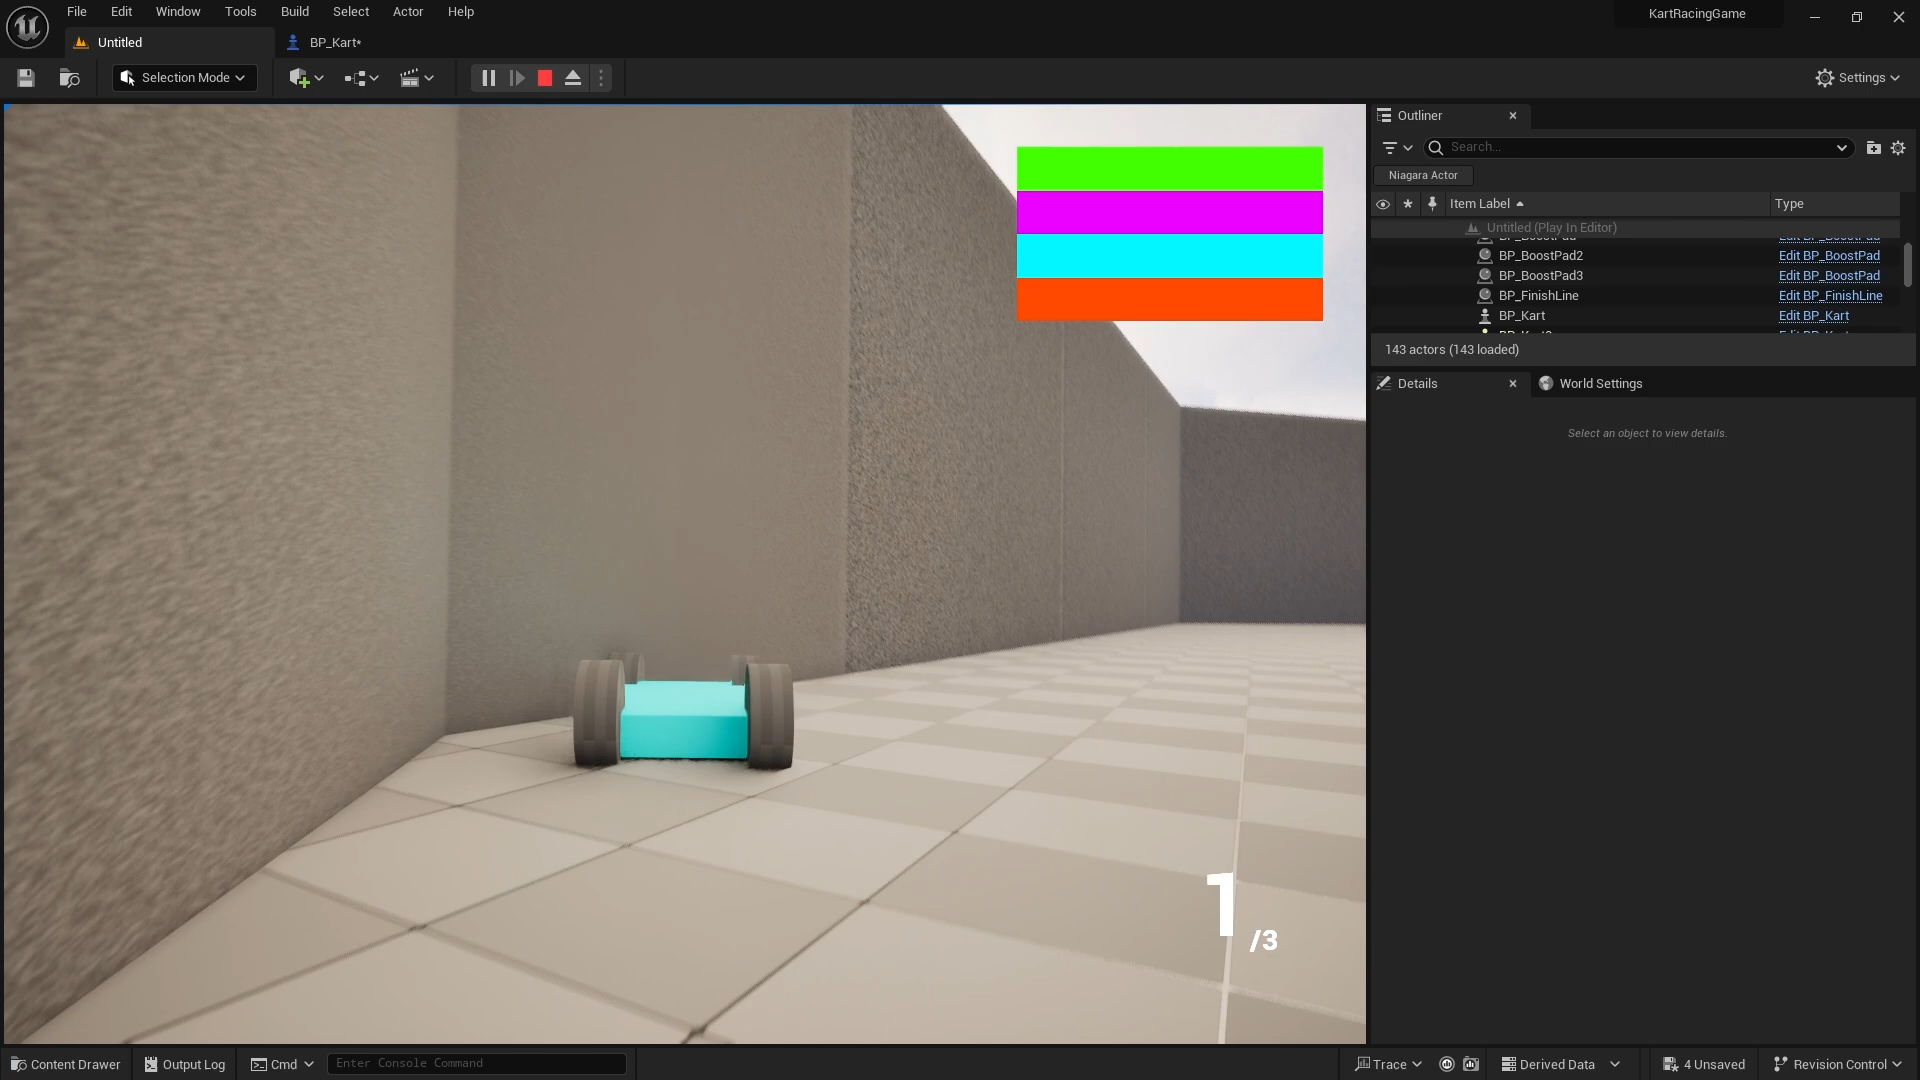 File Edit Window Tools Build Select Actor Help
KartRacingGame
Untitled
BP_Kart*
Selection Mode
Settings
Outliner
Search...
Niagara Actor
Item Label
Type
Untitled (Play In Editor)
BP_BoostPad Edit BP_BoostPad
BP_BoostPad2 Edit BP_BoostPad
BP_BoostPad3 Edit BP_BoostPad
BP_FinishLine Edit BP_FinishLine
BP_Kart Edit BP_Kart
143 actors (143 loaded)
Details
World Settings
Select an object to view details.
1 /3
Content Drawer
Output Log
Cmd
Enter Console Command
Trace
Derived Data
4 Unsaved
Revision Control